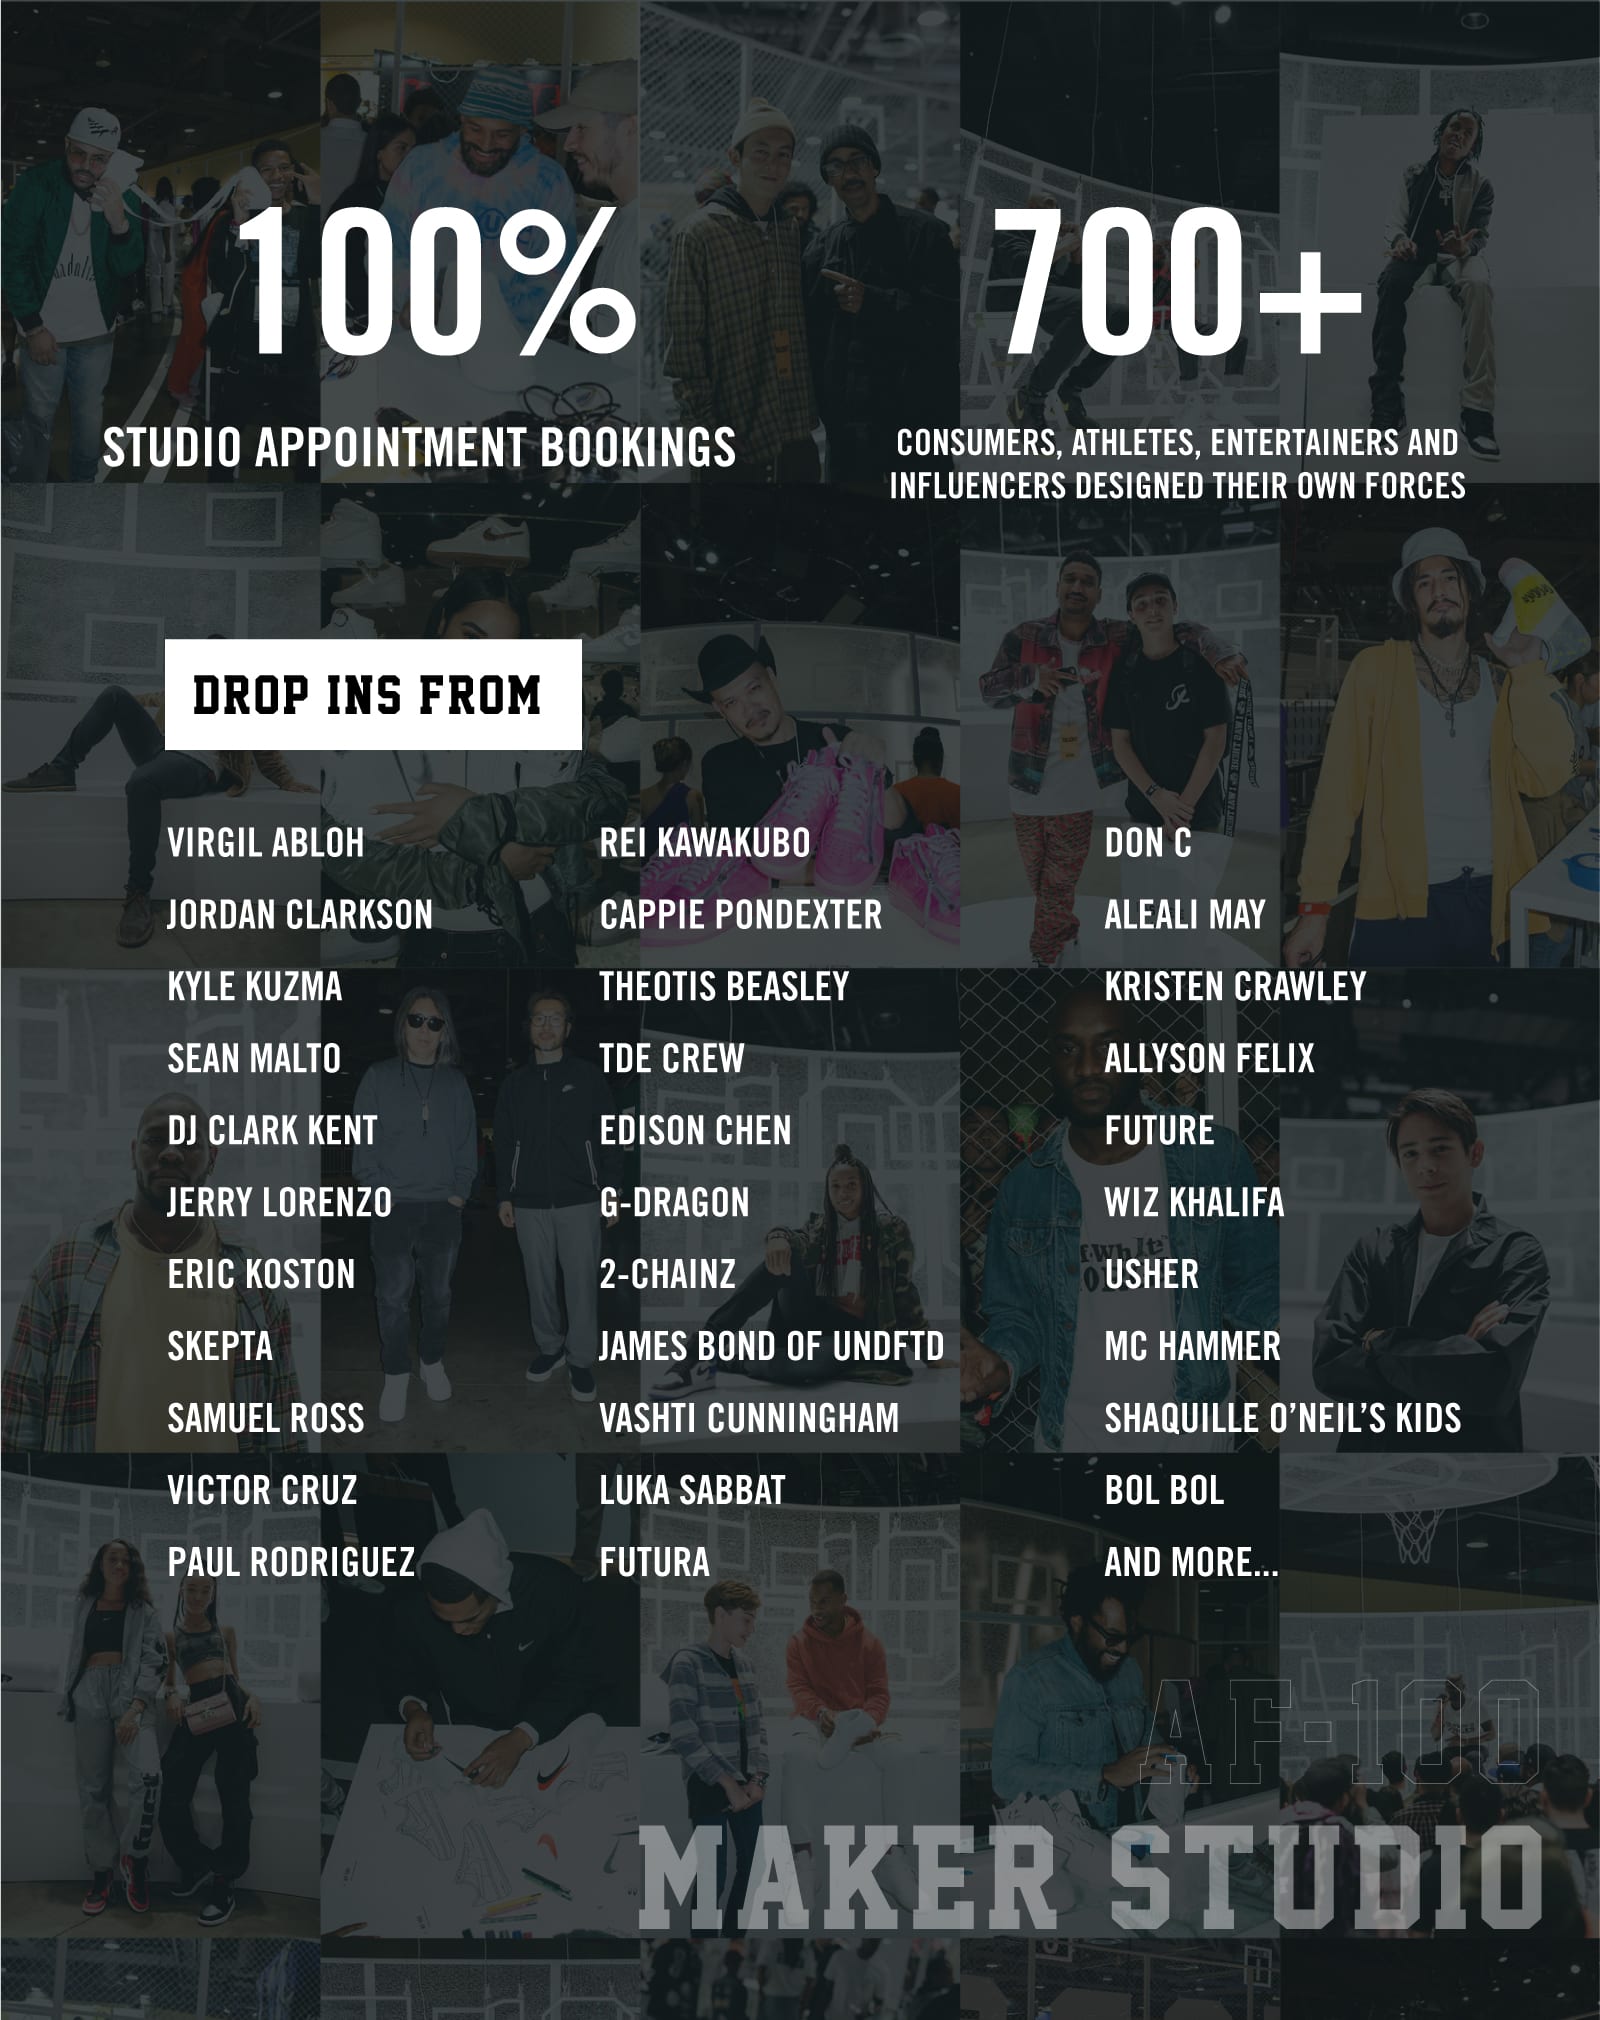 100%
STUDIO APPOINTMENT BOOKINGS
700+
CONSUMERS, ATHLETES, ENTERTAINERS AND
INFLUENCERS DESIGNED THEIR OWN FORCES
DROP INS FROM
VIRGIL ABLOH
JORDAN CLARKSON
KYLE KUZMA
SEAN MALTO
DJ CLARK KENT
JERRY LORENZO
ERIC KOSTON
SKEPTA
SAMUEL ROSS
VICTOR CRUZ
PAUL RODRIGUEZ
REI KAWAKUBO
CAPPIE PONDEXTER
THEOTIS BEASLEY
TDE CREW
EDISON CHEN
G-DRAGON
2-CHAINZ
JAMES BOND OF UNDFTD
VASHTI CUNNINGHAM
LUKA SABBAT
FUTURA
DON C
ALEALI MAY
KRISTEN CRAWLEY
ALLYSON FELIX
FUTURE
WIZ KHALIFA
USHER
MC HAMMER
SHAQUILLE O’NEIL’S KIDS
BOL BOL
AND MORE...
AF-100
MAKER STUDIO